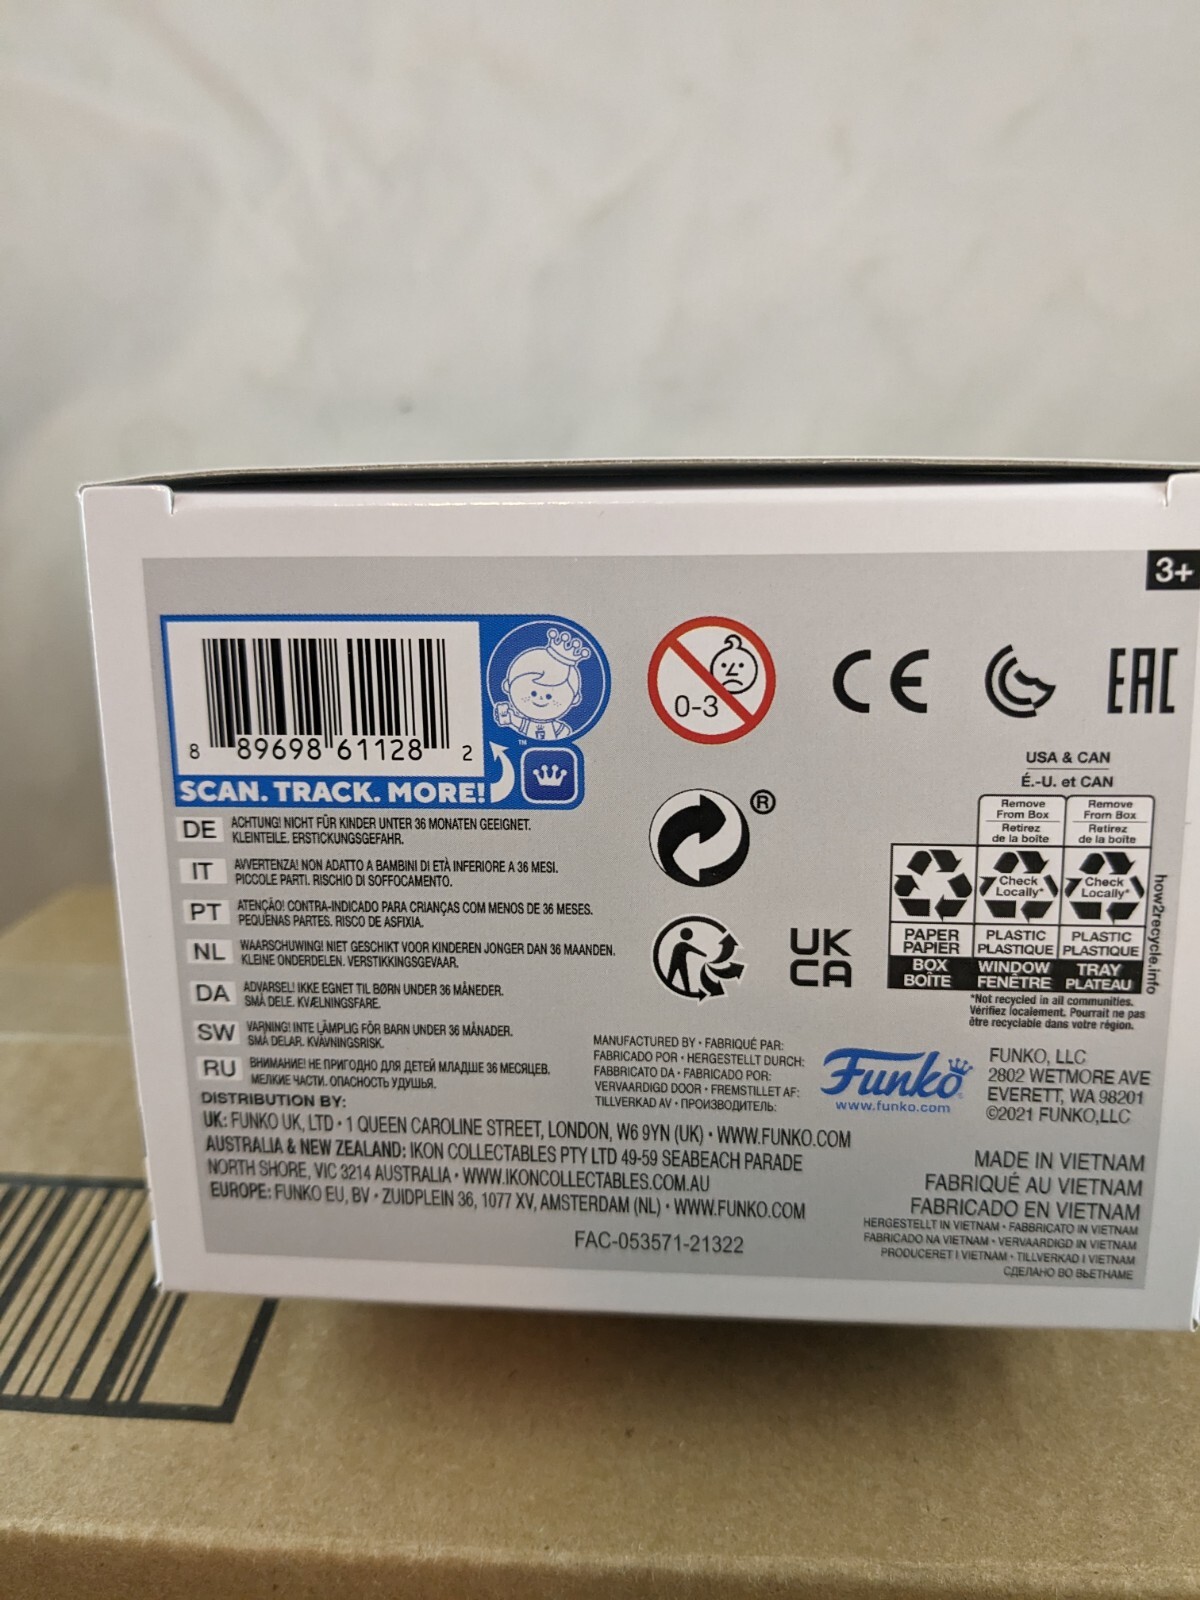 3+
8 89698 61128 2
SCAN. TRACK. MORE!
™
0-3
CE
EAC
®
UK
CA
USA & CAN
É.-U. et CAN
Remove
From Box
Retirez
de la boîte
Remove
From Box
Retirez
de la boîte
Check
Locally*
Check
Locally*
PAPER
PAPIER
PLASTIC
PLASTIQUE
PLASTIC
PLASTIQUE
BOX
BOÎTE
WINDOW
FENÊTRE
TRAY
PLATEAU
how2recycle.info
*Not recycled in all communities.
Vérifiez localement. Pourrait ne pas
être recyclable dans votre région.
DE ACHTUNG! NICHT FÜR KINDER UNTER 36 MONATEN GEEIGNET.
KLEINTEILE. ERSTICKUNGSGEFAHR.
IT AVVERTENZA! NON ADATTO A BAMBINI DI ETÀ INFERIORE A 36 MESI.
PICCOLE PARTI. RISCHIO DI SOFFOCAMENTO.
PT ATENÇÃO! CONTRA-INDICADO PARA CRIANÇAS COM MENOS DE 36 MESES.
PEQUENAS PARTES. RISCO DE ASFIXIA.
NL WAARSCHUWING! NIET GESCHIKT VOOR KINDEREN JONGER DAN 36 MAANDEN.
KLEINE ONDERDELEN. VERSTIKKINGSGEVAAR.
DA ADVARSEL! IKKE EGNET TIL BØRN UNDER 36 MÅNEDER.
SMÅ DELE. KVÆLNINGSFARE.
SW VARNING! INTE LÄMPLIG FÖR BARN UNDER 36 MÅNADER.
SMÅ DELAR. KVÄVNINGSRISK.
RU ВНИМАНИЕ! НЕ ПРИГОДНО ДЛЯ ДЕТЕЙ МЛАДШЕ 36 МЕСЯЦЕВ.
МЕЛКИЕ ЧАСТИ. ОПАСНОСТЬ УДУШЬЯ.
MANUFACTURED BY • FABRIQUÉ PAR:
FABRICADO POR • HERGESTELLT DURCH:
FABBRICATO DA • FABRICADO POR:
VERVAARDIGD DOOR • FREMSTILLET AF:
TILLVERKAD AV • ПРОИЗВОДИТЕЛЬ:
Funko
www.funko.com
FUNKO, LLC
2802 WETMORE AVE
EVERETT, WA 98201
©2021 FUNKO,LLC
DISTRIBUTION BY:
UK: FUNKO UK, LTD • 1 QUEEN CAROLINE STREET, LONDON, W6 9YN (UK) • WWW.FUNKO.COM
AUSTRALIA & NEW ZEALAND: IKON COLLECTABLES PTY LTD 49-59 SEABEACH PARADE
NORTH SHORE, VIC 3214 AUSTRALIA • WWW.IKONCOLLECTABLES.COM.AU
EUROPE: FUNKO EU, BV • ZUIDPLEIN 36, 1077 XV, AMSTERDAM (NL) • WWW.FUNKO.COM
FAC-053571-21322
MADE IN VIETNAM
FABRIQUÉ AU VIETNAM
FABRICADO EN VIETNAM
HERGESTELLT IN VIETNAM • FABBRICATO IN VIETNAM
FABRICADO NA VIETNAM • VERVAARDIGD IN VIETNAM
PRODUCERET I VIETNAM • TILLVERKAD I VIETNAM
СДЕЛАНО ВО ВЬЕТНАМЕ